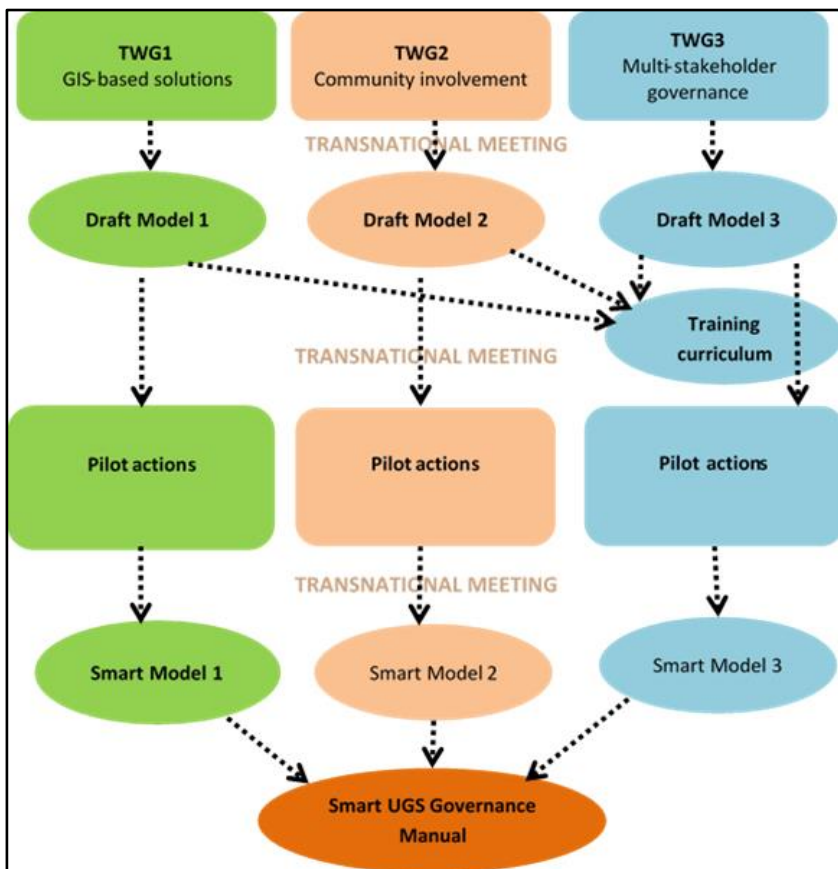 TWG1
GIS-based solutions
TWG2
Community involvement
TWG3
Multi-stakeholder
governance
TRANSNATIONAL MEETING
Draft Model 1
Draft Model 2
Draft Model 3
Training
curriculum
TRANSNATIONAL MEETING
Pilot actions
Pilot actions
Pilot actions
TRANSNATIONAL MEETING
Smart Model 1
Smart Model 2
Smart Model 3
Smart UGS Governance
Manual